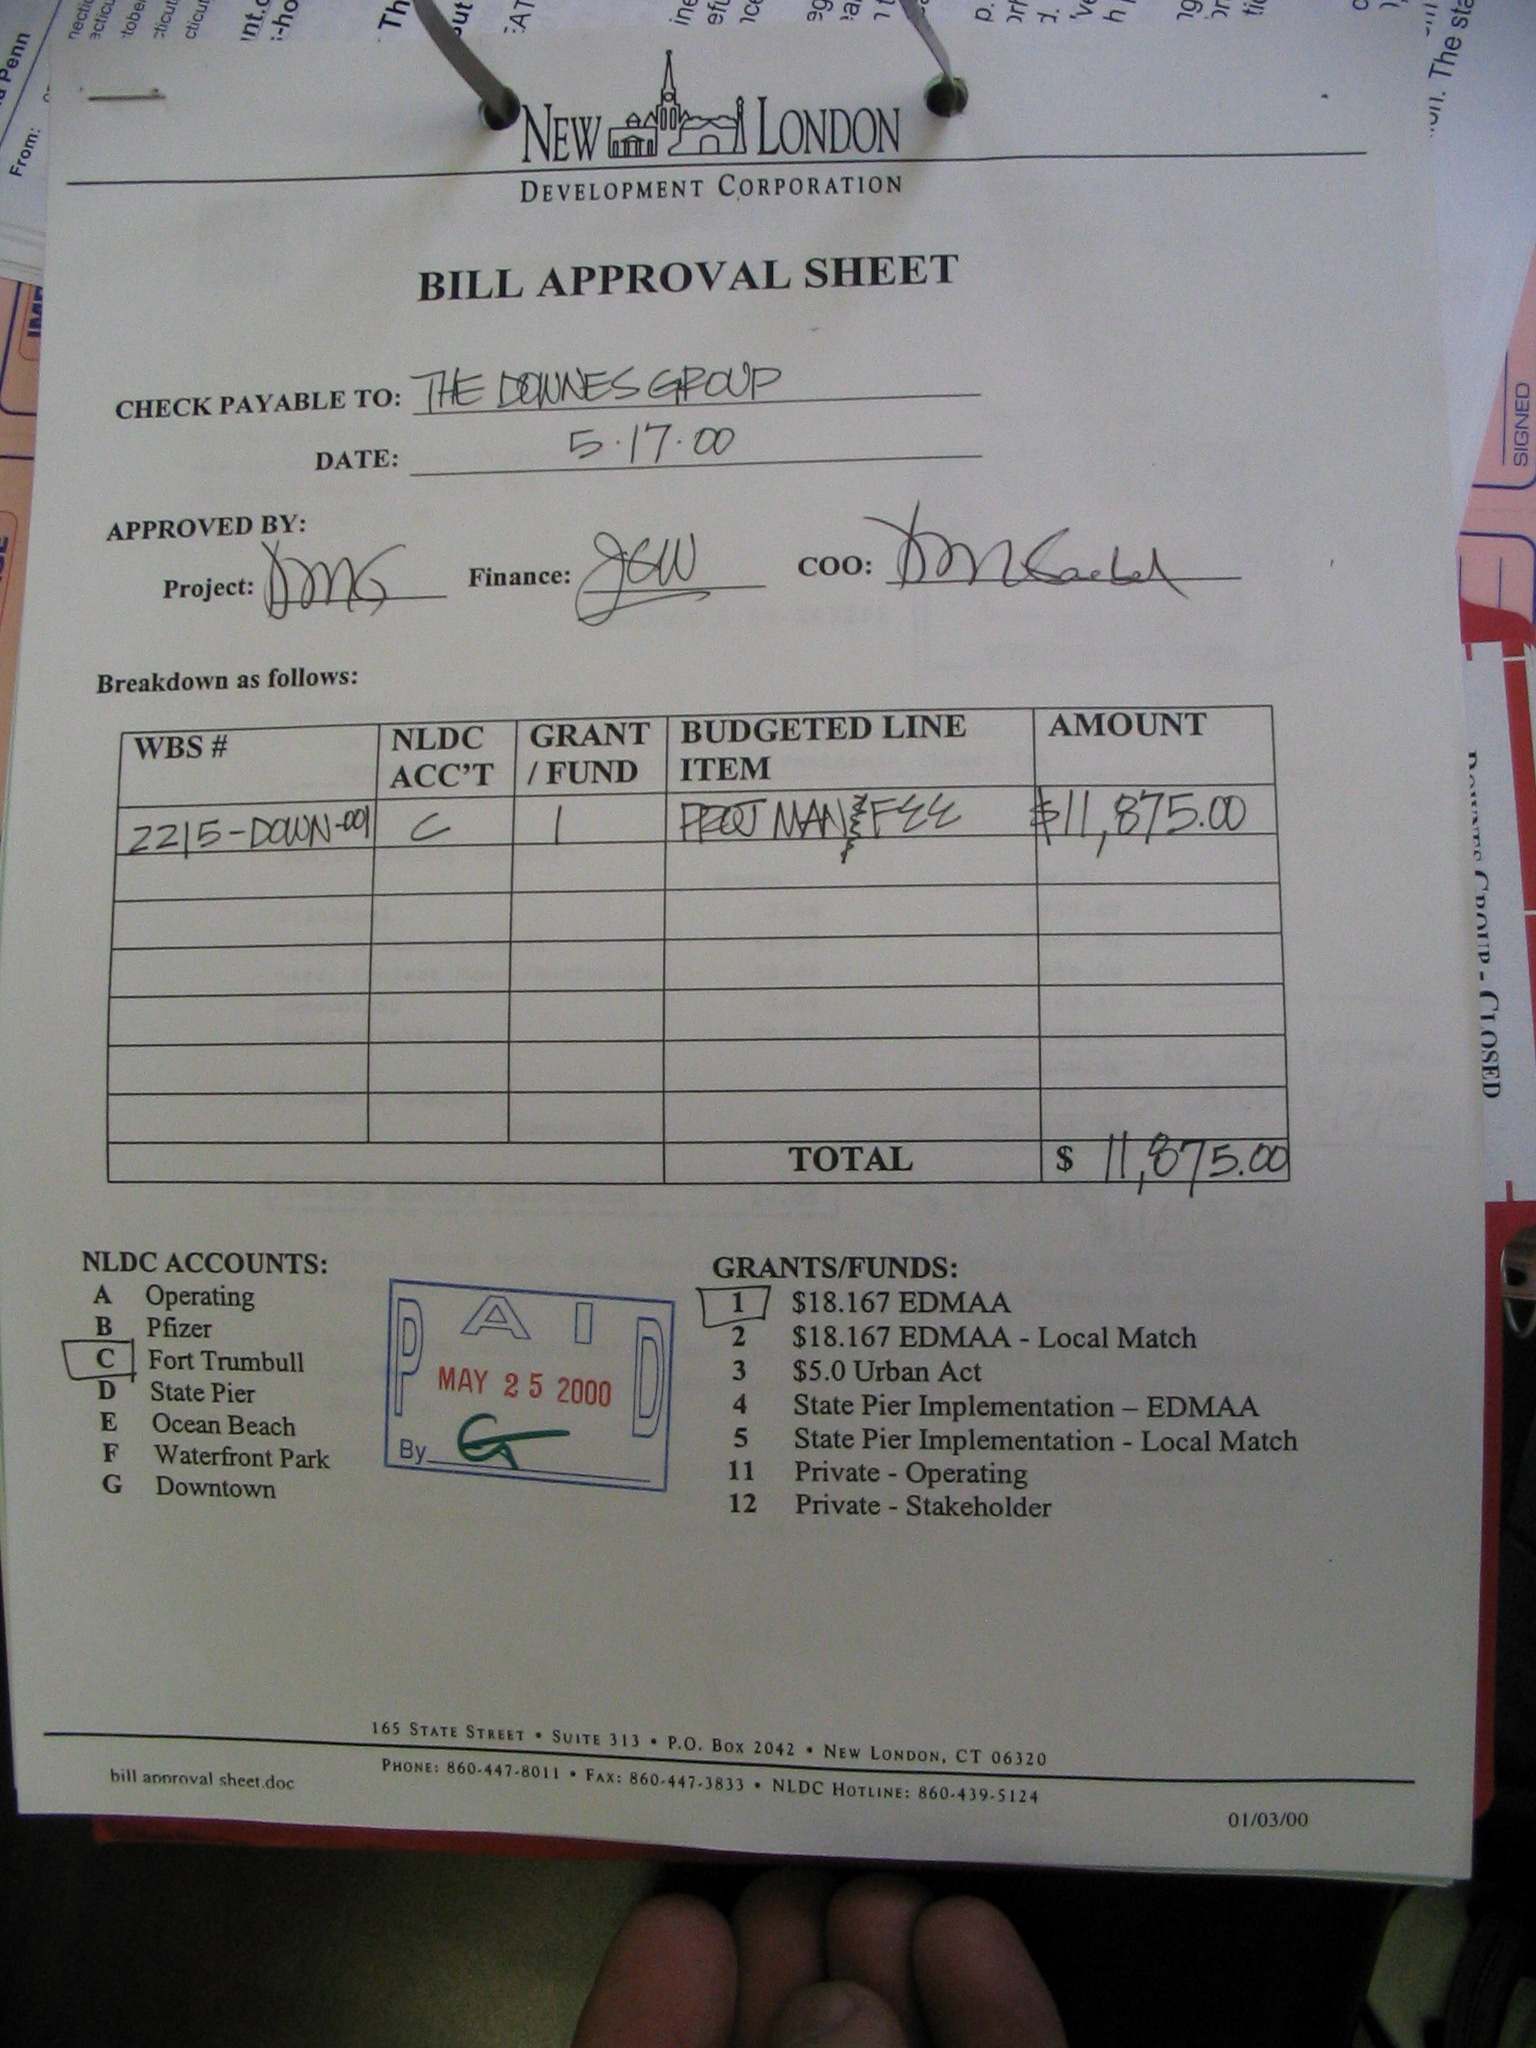 From:
NEW LONDON
DEVELOPMENT CORPORATION
BILL APPROVAL SHEET
CHECK PAYABLE TO: THE DOWNES GROUP
DATE: 5.17.00
APPROVED BY:
Project: DMG Finance: JSW COO:
Breakdown as follows:
WBS # NLDC ACC'T GRANT / FUND BUDGETED LINE ITEM AMOUNT
2215-DOWN-001 C 1 PROJ MAN FEE $11,875.00
TOTAL $ 11,875.00
NLDC ACCOUNTS:
A Operating
B Pfizer
C Fort Trumbull
D State Pier
E Ocean Beach
F Waterfront Park
G Downtown
PAID
MAY 25 2000
By
GRANTS/FUNDS:
1 $18.167 EDMAA
2 $18.167 EDMAA - Local Match
3 $5.0 Urban Act
4 State Pier Implementation – EDMAA
5 State Pier Implementation - Local Match
11 Private - Operating
12 Private - Stakeholder
165 STATE STREET • SUITE 313 • P.O. BOX 2042 • NEW LONDON, CT 06320
PHONE: 860-447-8011 • FAX: 860-447-3833 • NLDC HOTLINE: 860-439-5124
bill approval sheet.doc
01/03/00
SIGNED
DOWNES GROUP - CLOSED